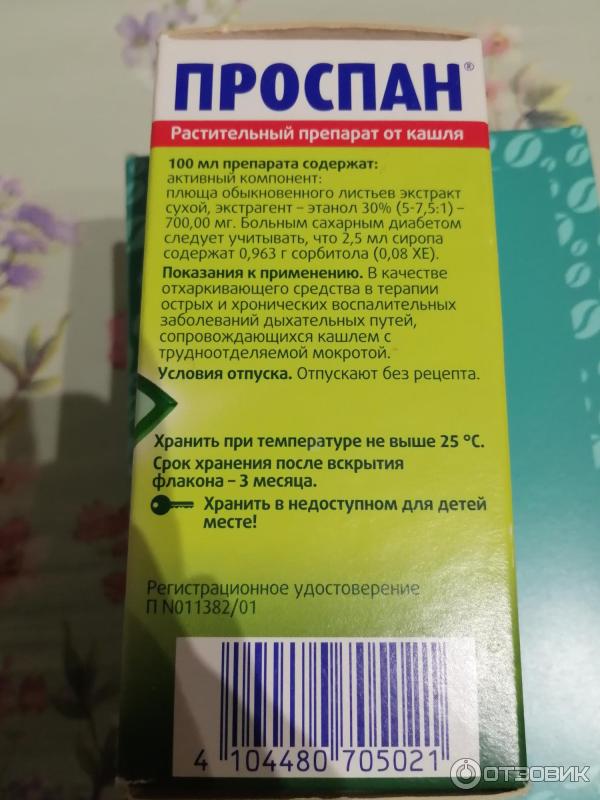 ПРОСПАН®
Растительный препарат от кашля
100 мл препарата содержат:
активный компонент:
плюща обыкновенного листьев экстракт
сухой, экстрагент – этанол 30% (5-7,5:1) –
700,00 мг. Больным сахарным диабетом
следует учитывать, что 2,5 мл сиропа
содержат 0,963 г сорбитола (0,08 ХЕ).
Показания к применению. В качестве
отхаркивающего средства в терапии
острых и хронических воспалительных
заболеваний дыхательных путей,
сопровождающихся кашлем с
трудноотделяемой мокротой.
Условия отпуска. Отпускают без рецепта.
Хранить при температуре не выше 25 °С.
Срок хранения после вскрытия
флакона – 3 месяца.
Хранить в недоступном для детей
месте!
Регистрационное удостоверение
П N011382/01
4 104480 705021
ОТЗОВИК